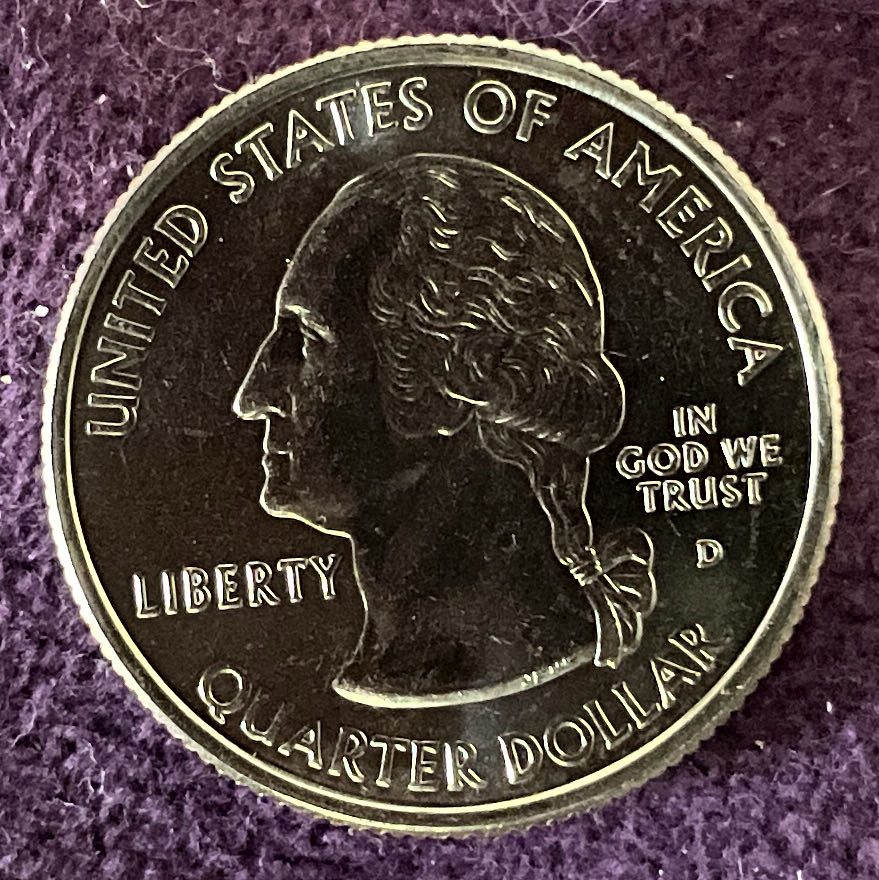 UNITED STATES OF AMERICA
IN
GOD WE
TRUST
D
LIBERTY
QUARTER DOLLAR